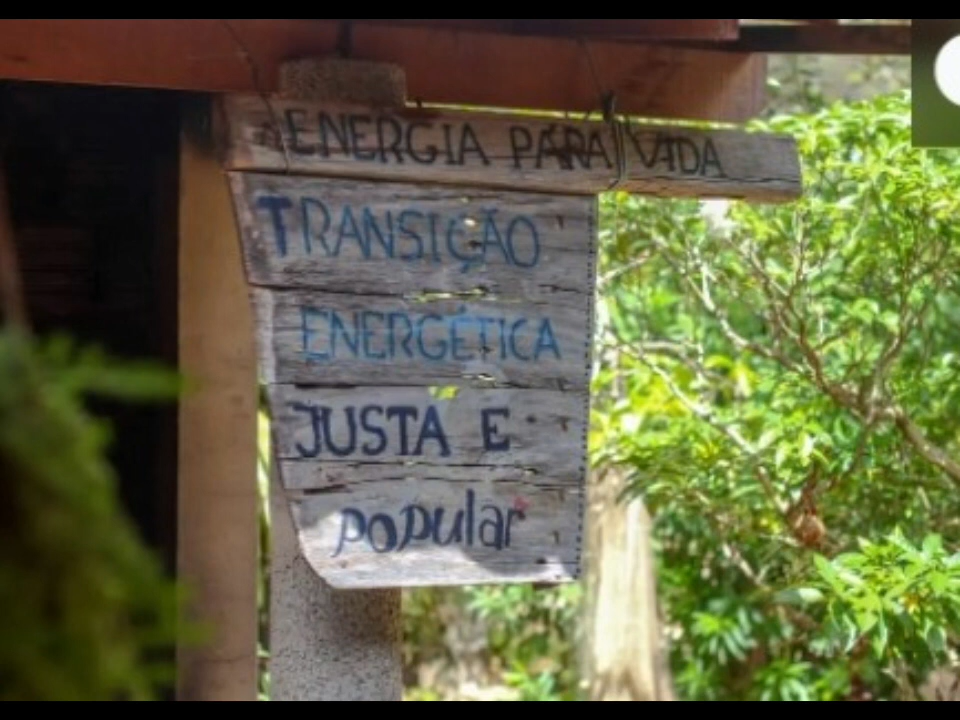 ENERGIA PARA VIDA
TRANSIÇÃO
ENERGÉTICA
JUSTA E
POPULAR